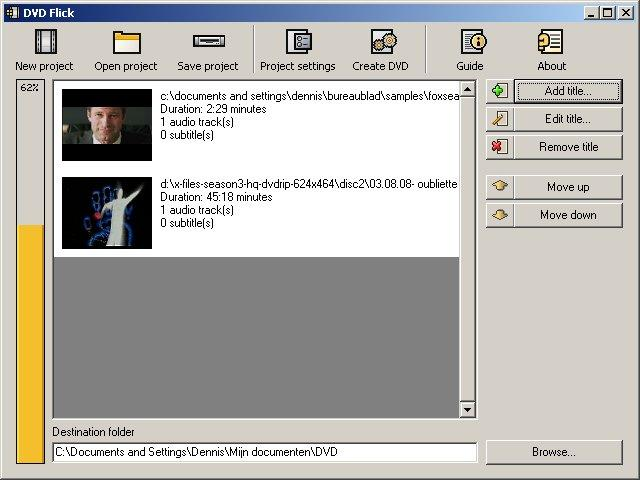 DVD Flick
New project
Open project
Save project
Project settings
Create DVD
Guide
About
62%
c:\documents and settings\dennis\bureaublad\samples\foxsea
Duration: 2:29 minutes
1 audio track(s)
0 subtitle(s)
d:\x-files-season3-hq-dvdrip-624x464\disc2\03.08.08- oubliette
Duration: 45:18 minutes
1 audio track(s)
0 subtitle(s)
Add title...
Edit title...
Remove title
Move up
Move down
Destination folder
C:\Documents and Settings\Dennis\Mijn documenten\DVD
Browse...